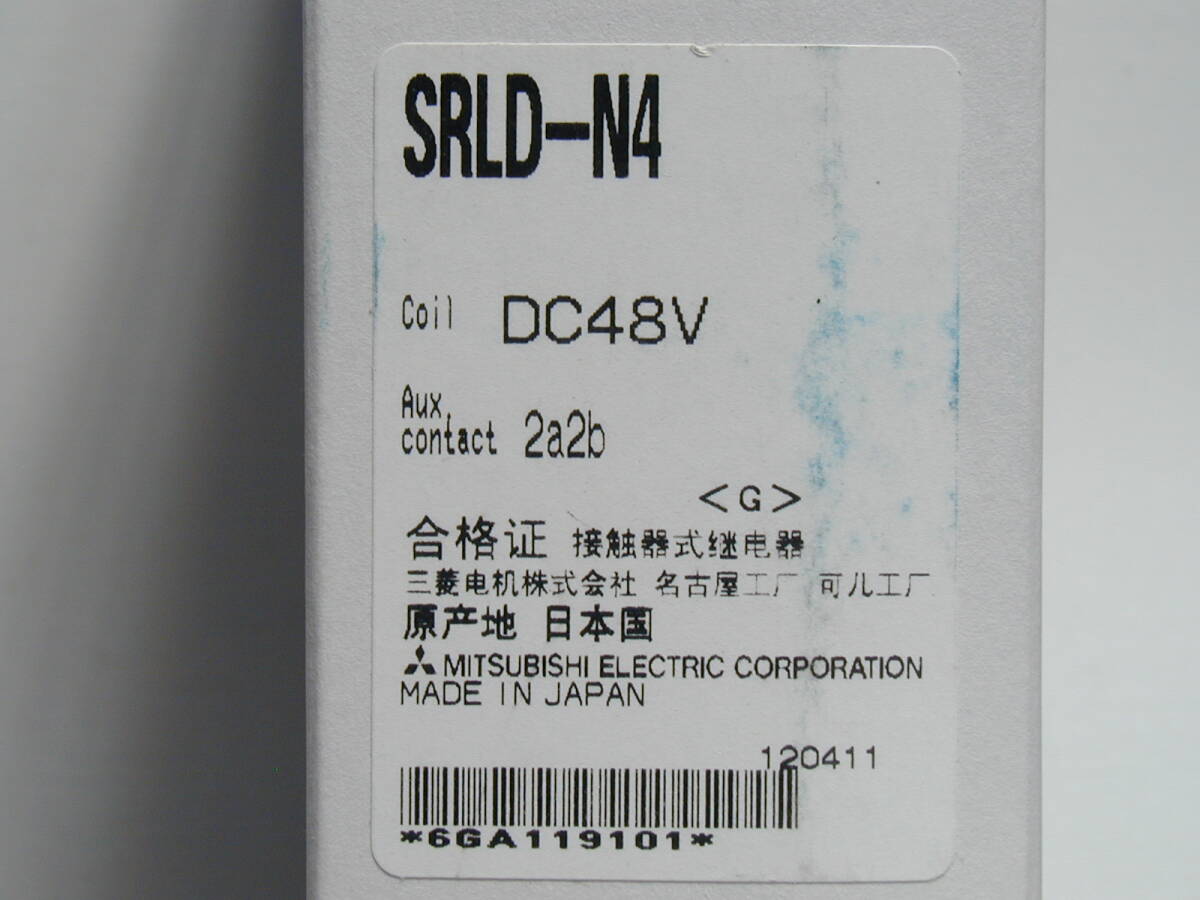 SRLD-N4
Coil DC48V
Aux.
contact 2a2b
<G>
合格证 接触器式继电器
三菱电机株式会社 名古屋工厂 可儿工厂
原产地 日本国
MITSUBISHI ELECTRIC CORPORATION
MADE IN JAPAN
120411
*6GA119101*